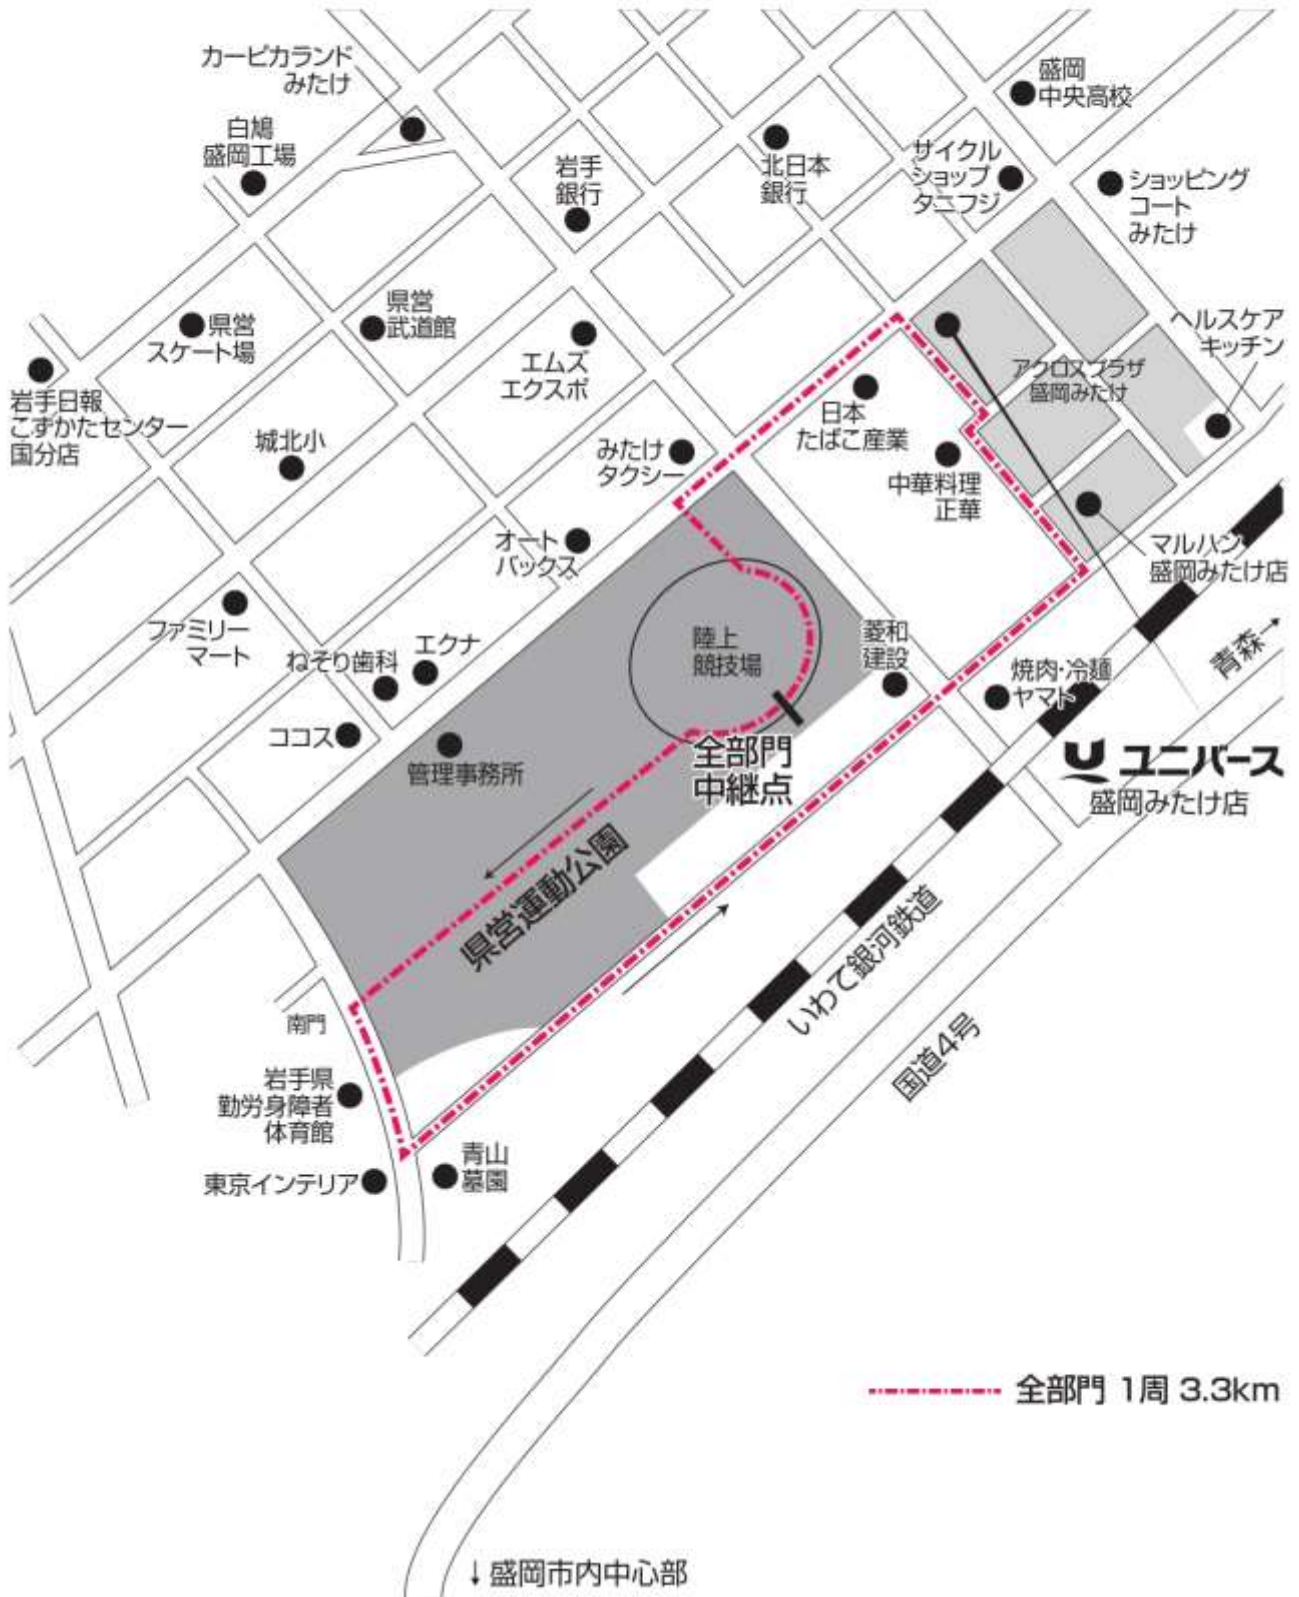 カーピカランド
みたけ
白鳩
盛岡工場
岩手
銀行
北日本
銀行
盛岡
中央高校
サイクル
ショップ
タニフジ
ショッピング
コート
みたけ
県営
スケート場
県営
武道館
エムズ
エクスポ
ヘルスケア
キッチン
アクロスプラザ
盛岡みたけ
岩手日報
こずかたセンター
国分店
城北小
みたけ
タクシー
日本
たばこ産業
中華料理
正華
オート
バックス
マルハン
盛岡みたけ店
ファミリー
マート
ねそり歯科
エクナ
陸上
競技場
菱和
建設
焼肉・冷麺
ヤマト
青森→
ココス
管理事務所
全部門
中継点
ユニバース
盛岡みたけ店
県営運動公園
いわて銀河鉄道
国道4号
南門
岩手県
勤労身障者
体育館
東京インテリア
青山
墓園
全部門 1周 3.3km
↓盛岡市内中心部